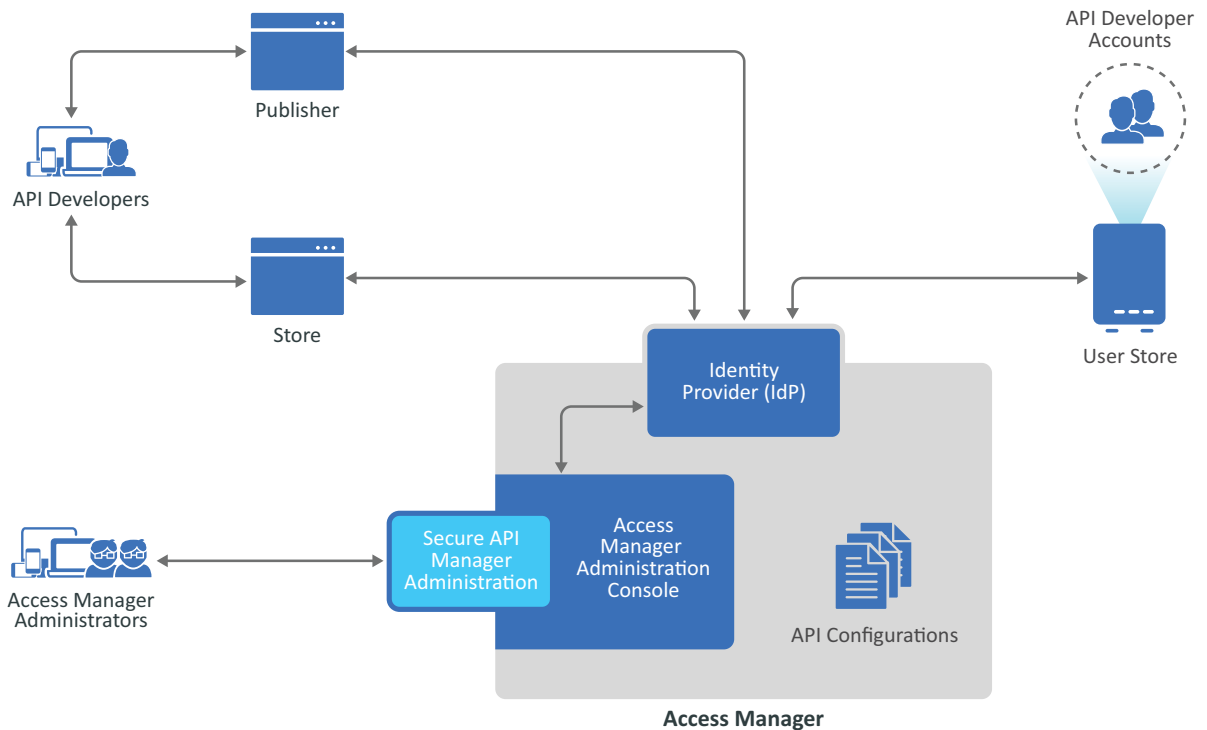 API Developer
Accounts
Publisher
API Developers
Store
User Store
Identity
Provider (IdP)
Secure API
Manager
Administration
Access
Manager
Administration
Console
Access Manager
Administrators
API Configurations
Access Manager